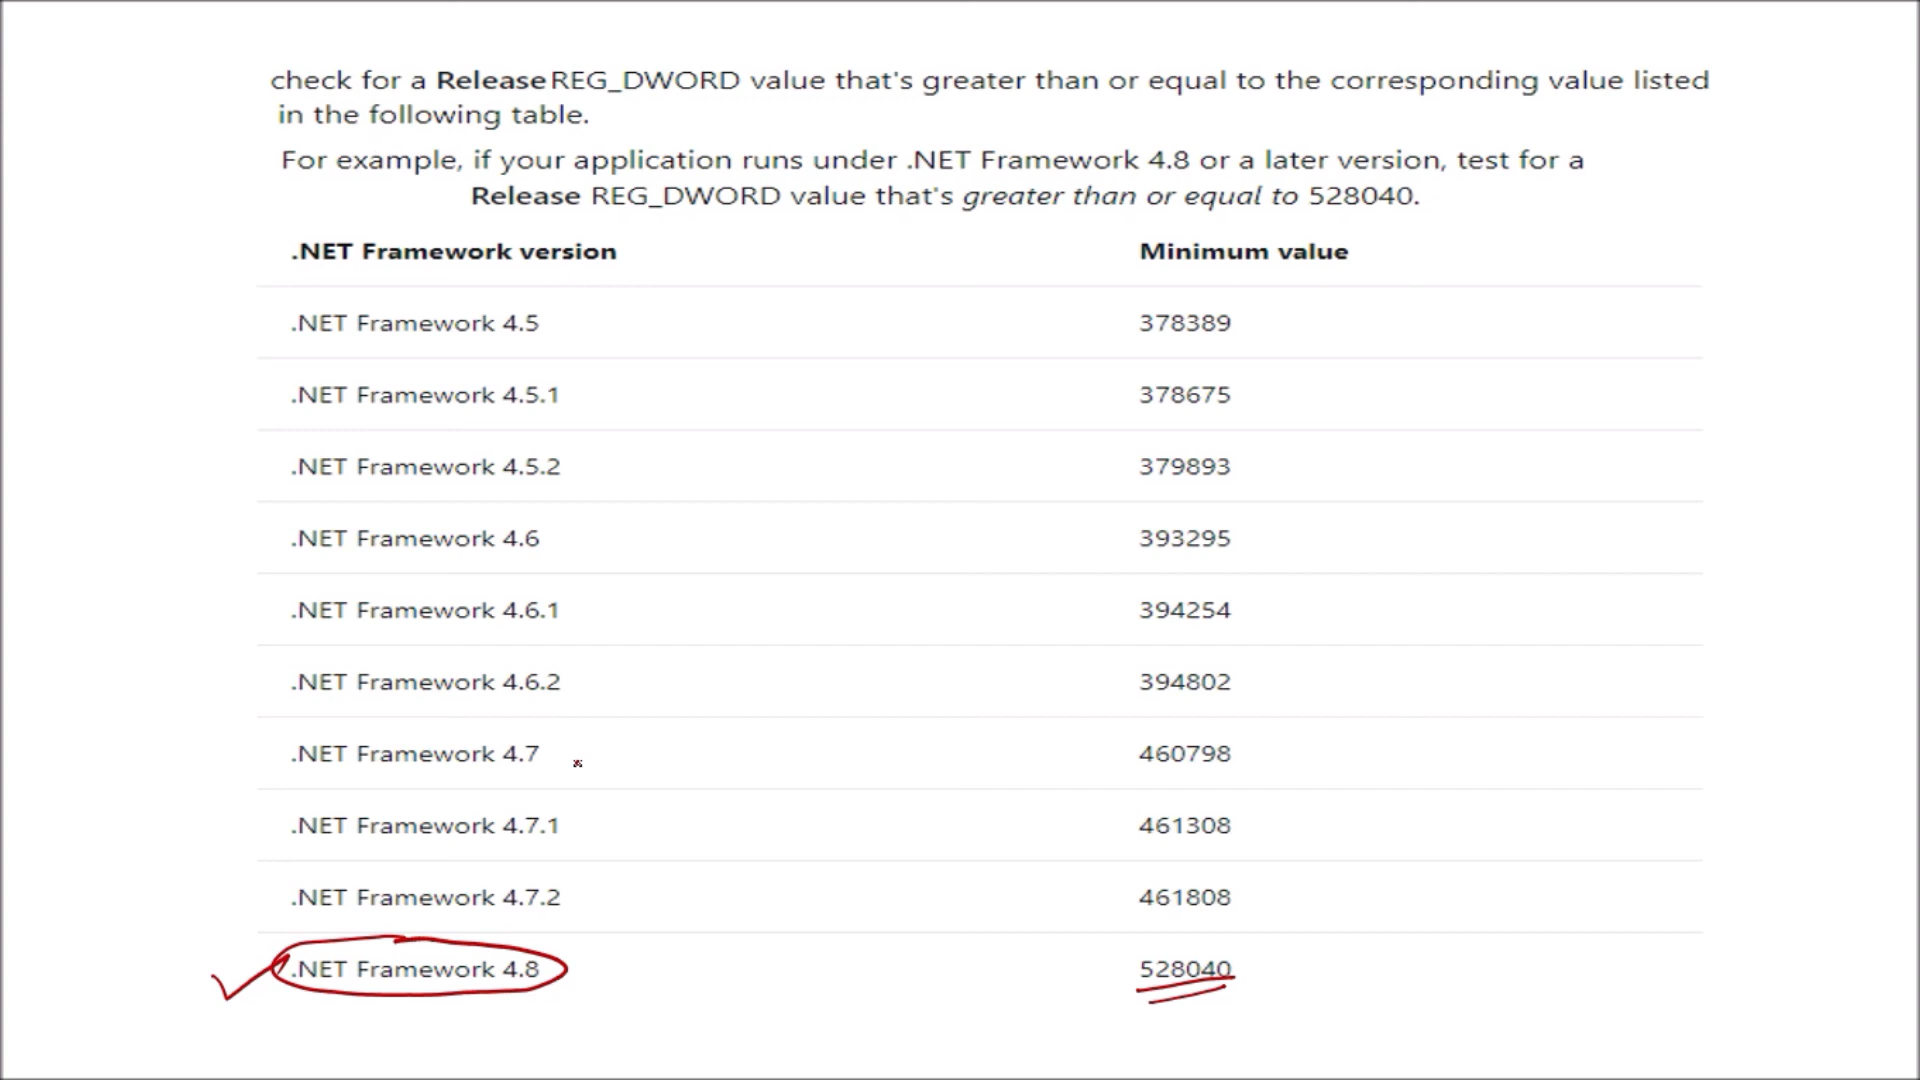 check for a Release REG_DWORD value that's greater than or equal to the corresponding value listed
in the following table.
For example, if your application runs under .NET Framework 4.8 or a later version, test for a
Release REG_DWORD value that's greater than or equal to 528040.
.NET Framework version Minimum value
.NET Framework 4.5 378389
.NET Framework 4.5.1 378675
.NET Framework 4.5.2 379893
.NET Framework 4.6 393295
.NET Framework 4.6.1 394254
.NET Framework 4.6.2 394802
.NET Framework 4.7 460798
.NET Framework 4.7.1 461308
.NET Framework 4.7.2 461808
.NET Framework 4.8 528040